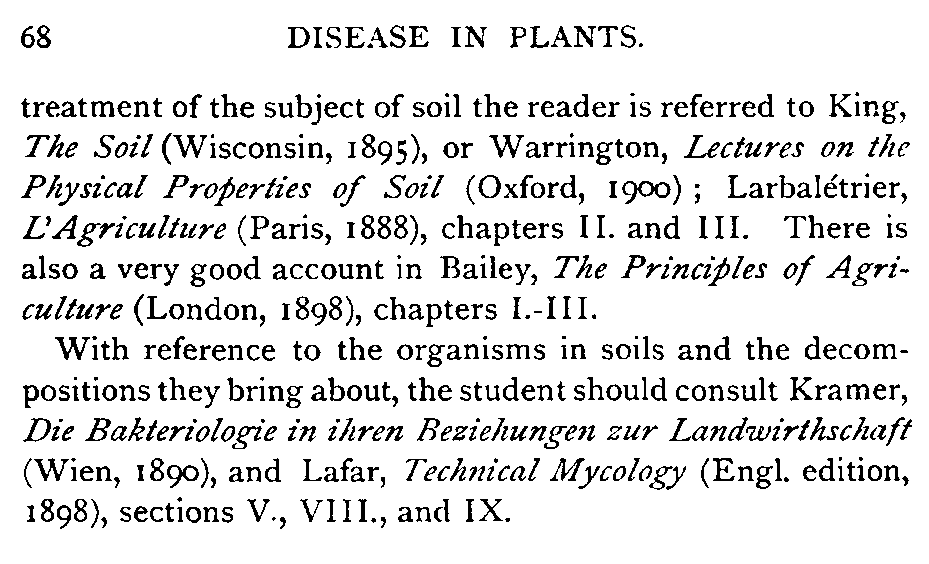 68 DISEASE IN PLANTS.
treatment of the subject of soil the reader is referred to King,
The Soil (Wisconsin, 1895), or Warrington, Lectures on the
Physical Properties of Soil (Oxford, 1900) ; Larbalétrier,
L'Agriculture (Paris, 1888), chapters II. and III. There is
also a very good account in Bailey, The Principles of Agri-
culture (London, 1898), chapters I.-III.
With reference to the organisms in soils and the decom-
positions they bring about, the student should consult Kramer,
Die Bakteriologie in ihren Beziehungen zur Landwirthschaft
(Wien, 1890), and Lafar, Technical Mycology (Engl. edition,
1898), sections V., VIII., and IX.